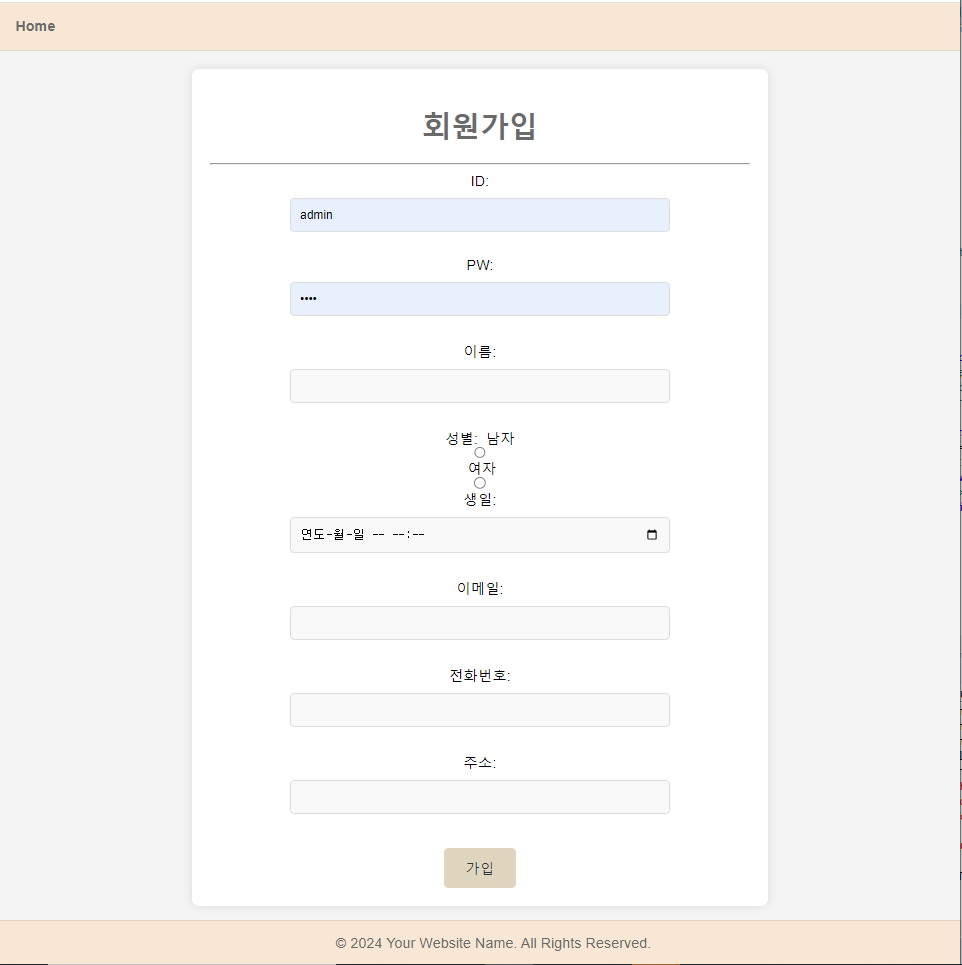 Home
회원가입
ID:
admin
PW:
••••
이름:
성별: 남자
여자
생일:
연도-월-일 -- --:--
이메일:
전화번호:
주소:
가입
© 2024 Your Website Name. All Rights Reserved.